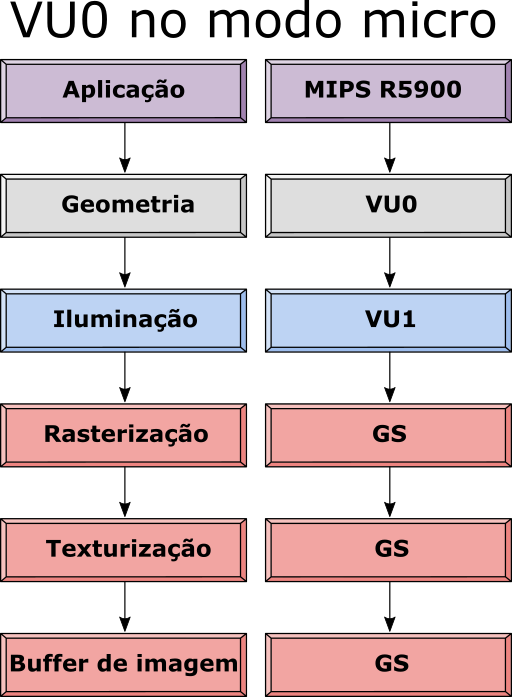 VU0 no modo micro
Aplicação
MIPS R5900
Geometria
VU0
Iluminação
VU1
Rasterização
GS
Texturização
GS
Buffer de imagem
GS